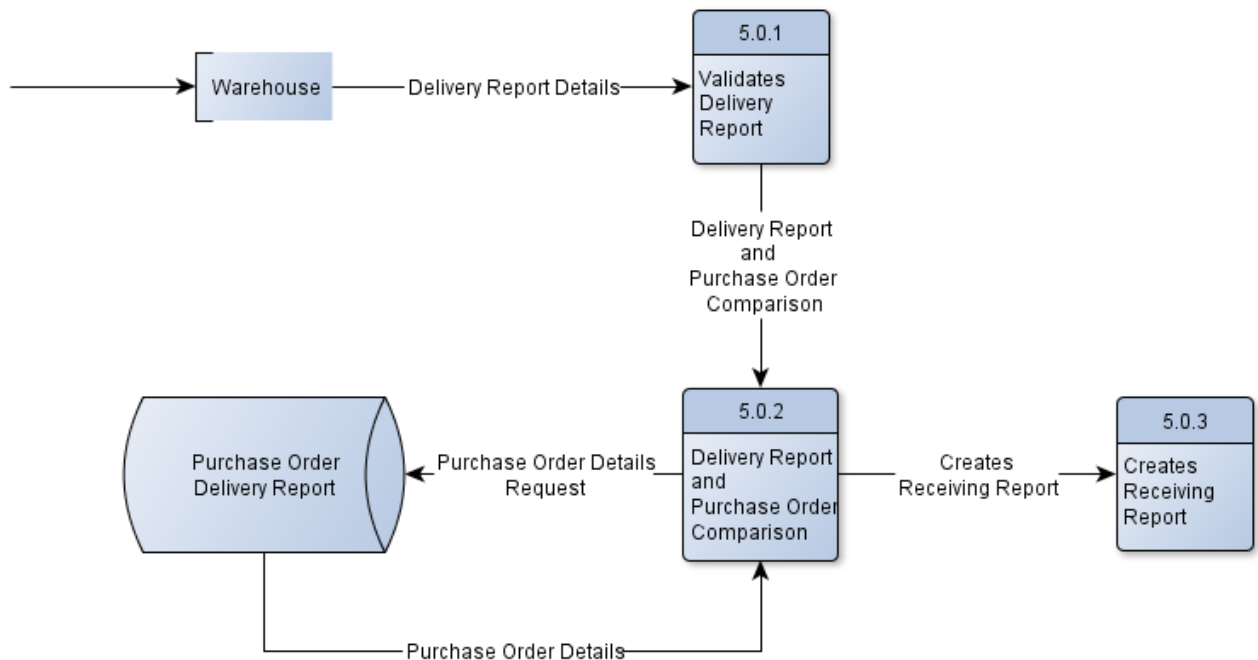 5.0.1
Warehouse
Delivery Report Details
Validates
Delivery
Report
Delivery Report
and
Purchase Order
Comparison
5.0.2
5.0.3
Purchase Order
Delivery Report
Purchase Order Details
Request
Delivery Report
and
Purchase Order
Comparison
Creates
Receiving Report
Creates
Receiving
Report
Purchase Order Details